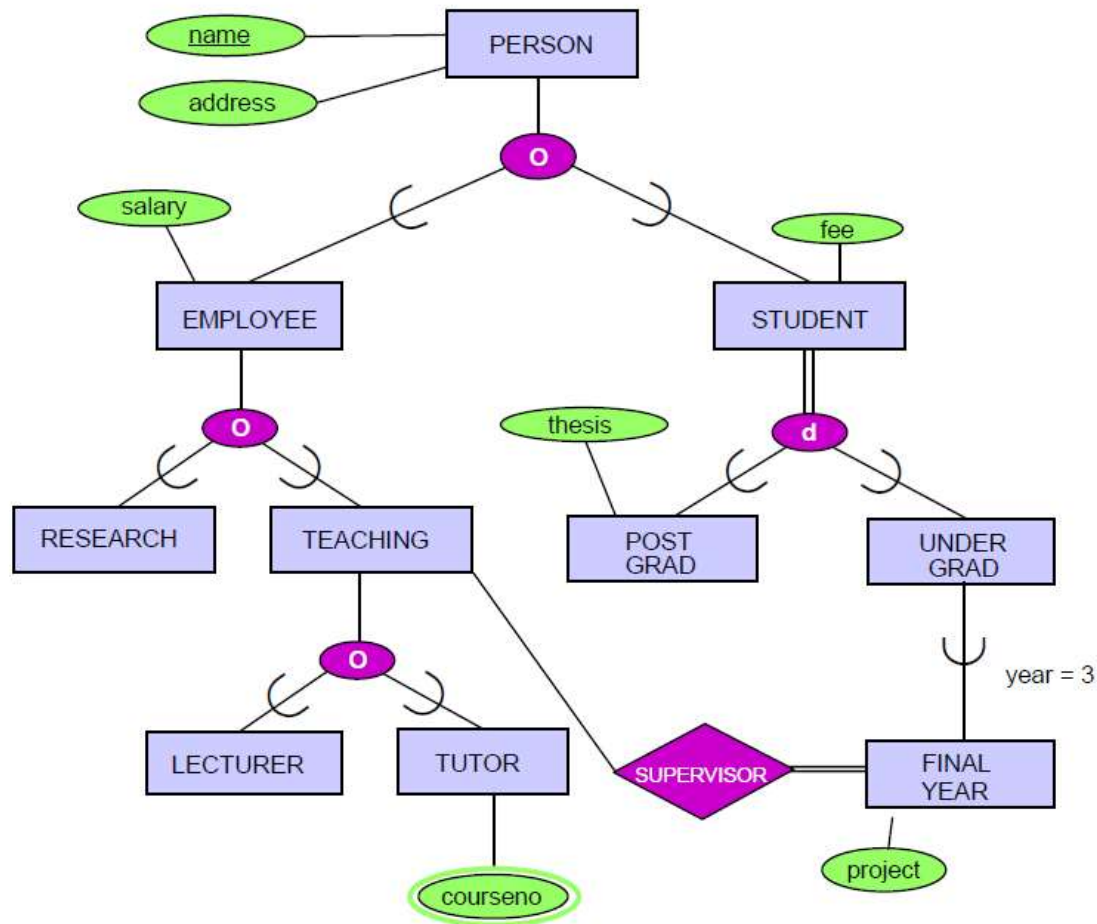 name
PERSON
address
O
salary
fee
EMPLOYEE
STUDENT
O
thesis
d
RESEARCH
TEACHING
POST
GRAD
UNDER
GRAD
O
year = 3
LECTURER
TUTOR
SUPERVISOR
FINAL
YEAR
courseno
project